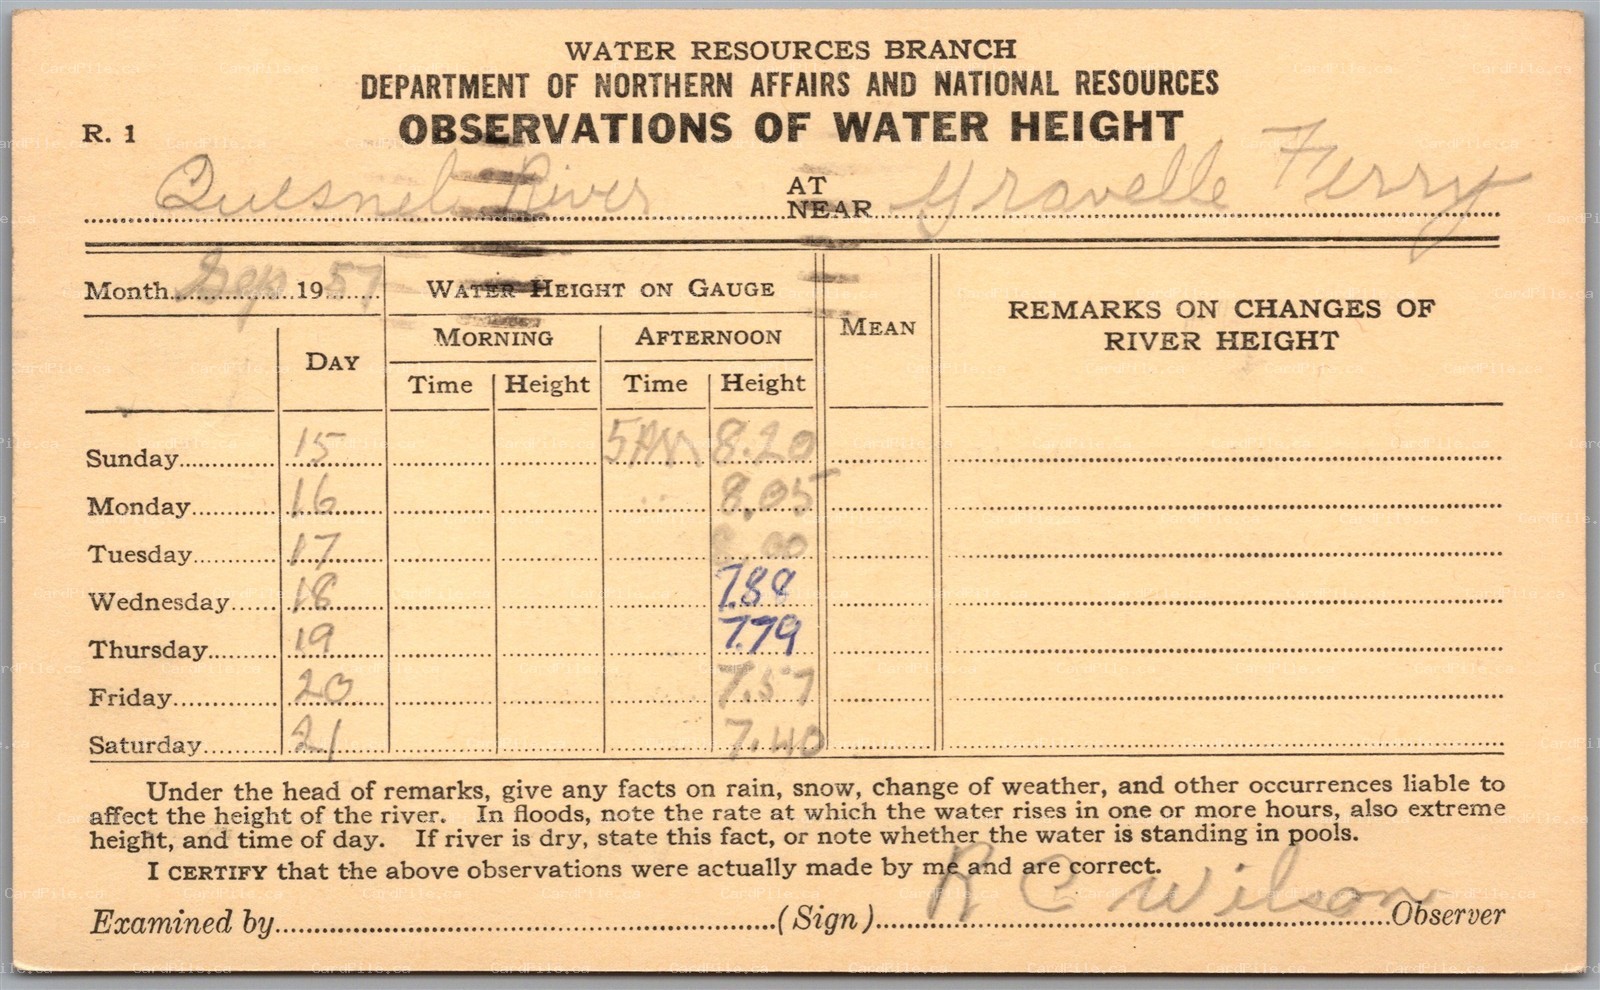 WATER RESOURCES BRANCH
DEPARTMENT OF NORTHERN AFFAIRS AND NATIONAL RESOURCES
R. 1 OBSERVATIONS OF WATER HEIGHT
Quesnel River AT NEAR Gravelle Ferry
Month Sep 1957 WATER HEIGHT ON GAUGE MEAN REMARKS ON CHANGES OF RIVER HEIGHT
DAY MORNING AFTERNOON
Time Height Time Height
Sunday 15 5 8.20
Monday 16 8.05
Tuesday 17 8.00
Wednesday 18 7.88
Thursday 19 7.79
Friday 20 7.57
Saturday 21 7.40
Under the head of remarks, give any facts on rain, snow, change of weather, and other occurrences liable to
affect the height of the river. In floods, note the rate at which the water rises in one or more hours, also extreme
height, and time of day. If river is dry, state this fact, or note whether the water is standing in pools.
I CERTIFY that the above observations were actually made by me and are correct.
Examined by (Sign) R C Wilson Observer
CardPile.ca